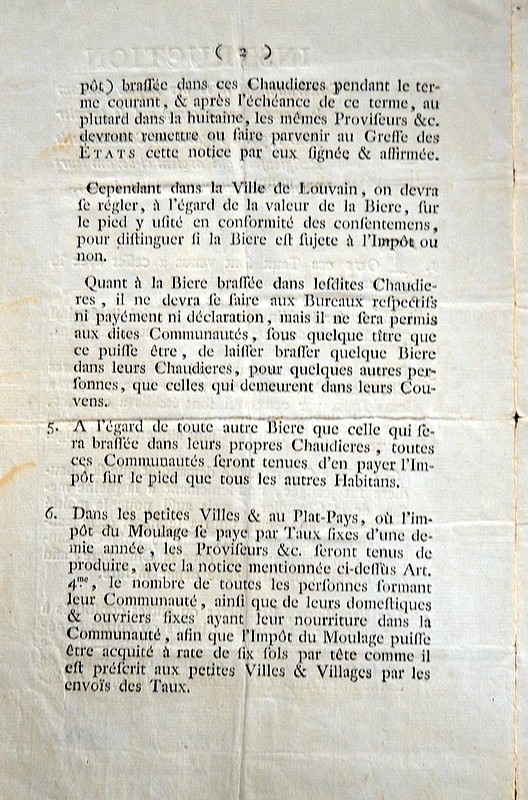 ( 2 )
pôt) braſſée dans ces Chaudieres pendant le ter-
me courant, & après l'échéance de ce terme, au
plutard dans la huitaine, les mêmes Proviſeurs &c.
devront remettre ou faire parvenir au Greffe des
ÉTATS cette notice par eux ſignée & affirmée.
Cependant dans la Ville de Louvain, on devra
ſe régler, à l'égard de la valeur de la Biere, ſur
le pied y uſité en conformité des conſentemens,
pour diſtinguer ſi la Biere eſt ſujete à l'Impôt ou
non.
Quant à la Biere braſſée dans leſdites Chaudie-
res, il ne devra ſe faire aux Bureaux reſpectifs
ni payément ni déclaration, mais il ne ſera permis
aux dites Communautés, ſous quelque tître que
ce puiſſe être, de laiſſer braſſer quelque Biere
dans leurs Chaudieres, pour quelques autres per-
ſonnes, que celles qui demeurent dans leurs Cou-
vens.
5. A l'égard de toute autre Biere que celle qui ſe-
ra braſſée dans leurs propres Chaudieres, toutes
ces Communautés ſeront tenues d'en payer l'Im-
pôt ſur le pied que tous les autres Habitans.
6. Dans les petites Villes & au Plat-Pays, où l'im-
pôt du Moulage ſe paye par Taux fixes d'une de-
mie année, les Proviſeurs &c. ſeront tenus de
produire, avec la notice mentionnée ci-deſſus Art.
4me, le nombre de toutes les perſonnes formant
leur Communauté, ainſi que de leurs domeſtiques
& ouvriers fixes ayant leur nourriture dans la
Communauté, afin que l'Impôt du Moulage puiſſe
être acquité à rate de ſix ſols par tête comme il
eſt préſcrit aux petites Villes & Villages par les
envoïs des Taux.